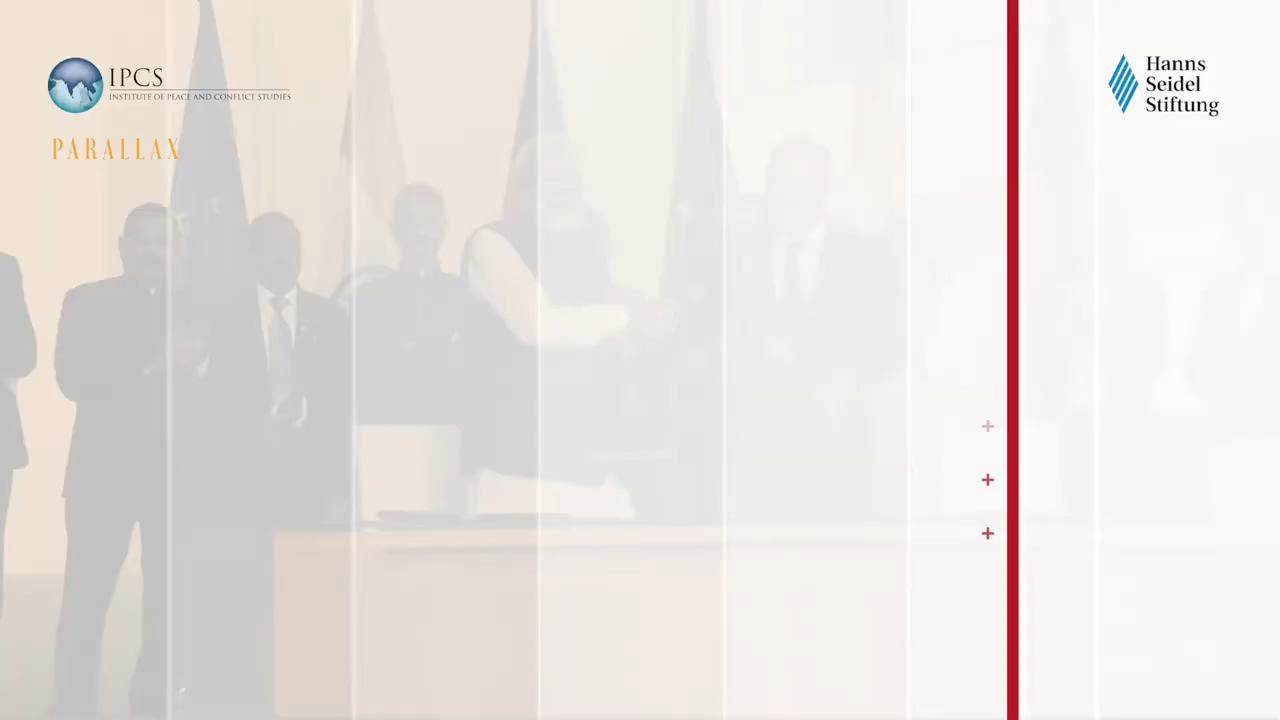 IPCS
INSTITUTE OF PEACE AND CONFLICT STUDIES
PARALLAX
Hanns
Seidel
Stiftung